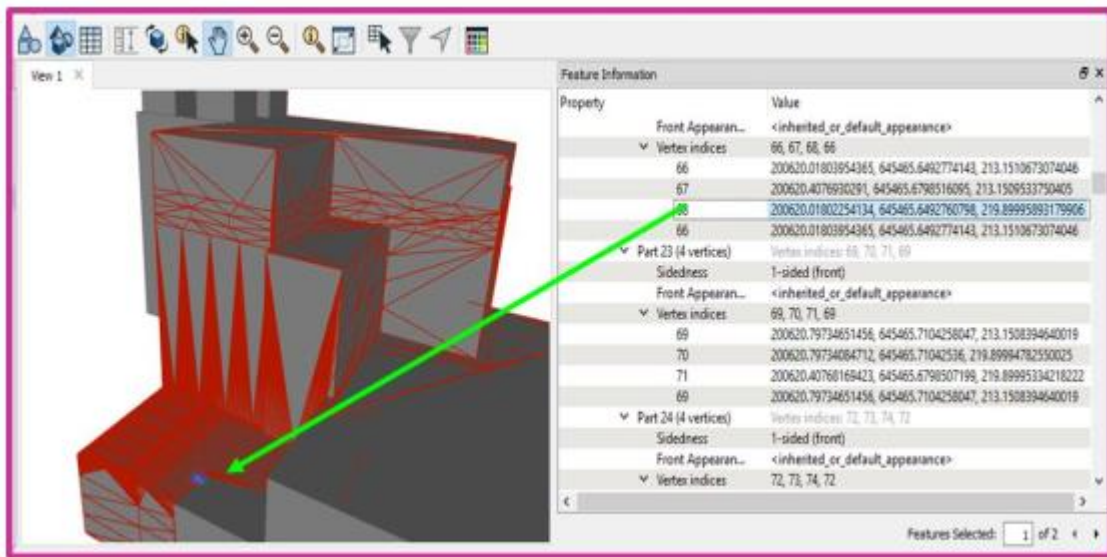 View 1
Feature Information
Property Value
Front Appearan... <inherited_or_default_appearance>
Vertex indices 66, 67, 68, 66
66 200620.01803954365, 645465.6492774143, 213.1510673074046
67 200620.4076930291, 645465.6798516095, 213.1509533750405
68 200620.01802254134, 645465.6492760798, 219.89995893179906
66 200620.01803954365, 645465.6492774143, 213.1510673074046
Part 23 (4 vertices) Vertex indices: 69, 70, 71, 69
Sidedness 1-sided (front)
Front Appearan... <inherited_or_default_appearance>
Vertex indices 69, 70, 71, 69
69 200620.79734651456, 645465.7104258047, 213.1508394640019
70 200620.79734084712, 645465.71042536, 219.89994782550025
71 200620.40768169423, 645465.6798507199, 219.89995334218222
69 200620.79734651456, 645465.7104258047, 213.1508394640019
Part 24 (4 vertices) Vertex indices: 72, 73, 74, 72
Sidedness 1-sided (front)
Front Appearan... <inherited_or_default_appearance>
Vertex indices 72, 73, 74, 72
Features Selected: 1 of 2